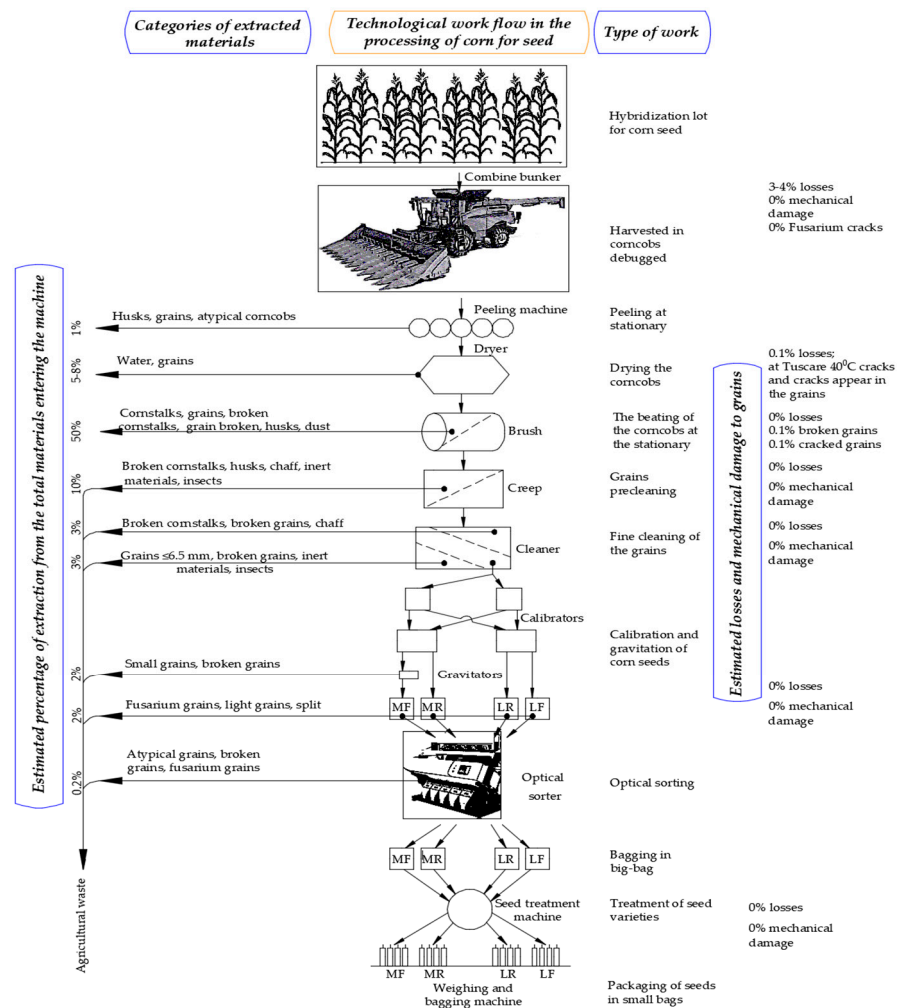 Categories of extracted
materials
Technological work flow in the
processing of corn for seed
Type of work
Hybridization lot
for corn seed
Combine bunker
3-4% losses
0% mechanical
damage
0% Fusarium cracks
Harvested in
corncobs
debugged
Estimated percentage of extraction from the total materials entering the machine
1%
Husks, grains, atypical corncobs
Peeling machine
Peeling at
stationary
5-8%
Water, grains
Dryer
Drying the
corncobs
0.1% losses;
at Tuscare 40⁰C cracks
and cracks appear in
the grains
Estimated losses and mechanical damage to grains
50%
Cornstalks, grains, broken
cornstalks, grain broken, husks, dust
Brush
The beating of
the corncobs at
the stationary
0% losses
0.1% broken grains
0.1% cracked grains
10%
Broken cornstalks, husks, chaff, inert
materials, insects
Creep
Grains
precleaning
0% losses
0% mechanical
damage
3%
Broken cornstalks, broken grains, chaff
3%
Grains ≤6.5 mm, broken grains, inert
materials, insects
Cleaner
Fine cleaning of
the grains
0% losses
0% mechanical
damage
Calibrators
Calibration and
gravitation of
corn seeds
2%
Small grains, broken grains
Gravitators
2%
Fusarium grains, light grains, split
MF MR LR LF
0% losses
0% mechanical
damage
0.2%
Atypical grains, broken
grains, fusarium grains
Optical
sorter
Optical sorting
MF MR LR LF
Bagging in
big-bag
Agricultural waste
Seed treatment
machine
Treatment of seed
varieties
0% losses
0% mechanical
damage
MF MR LR LF
Weighing and
bagging machine
Packaging of seeds
in small bags